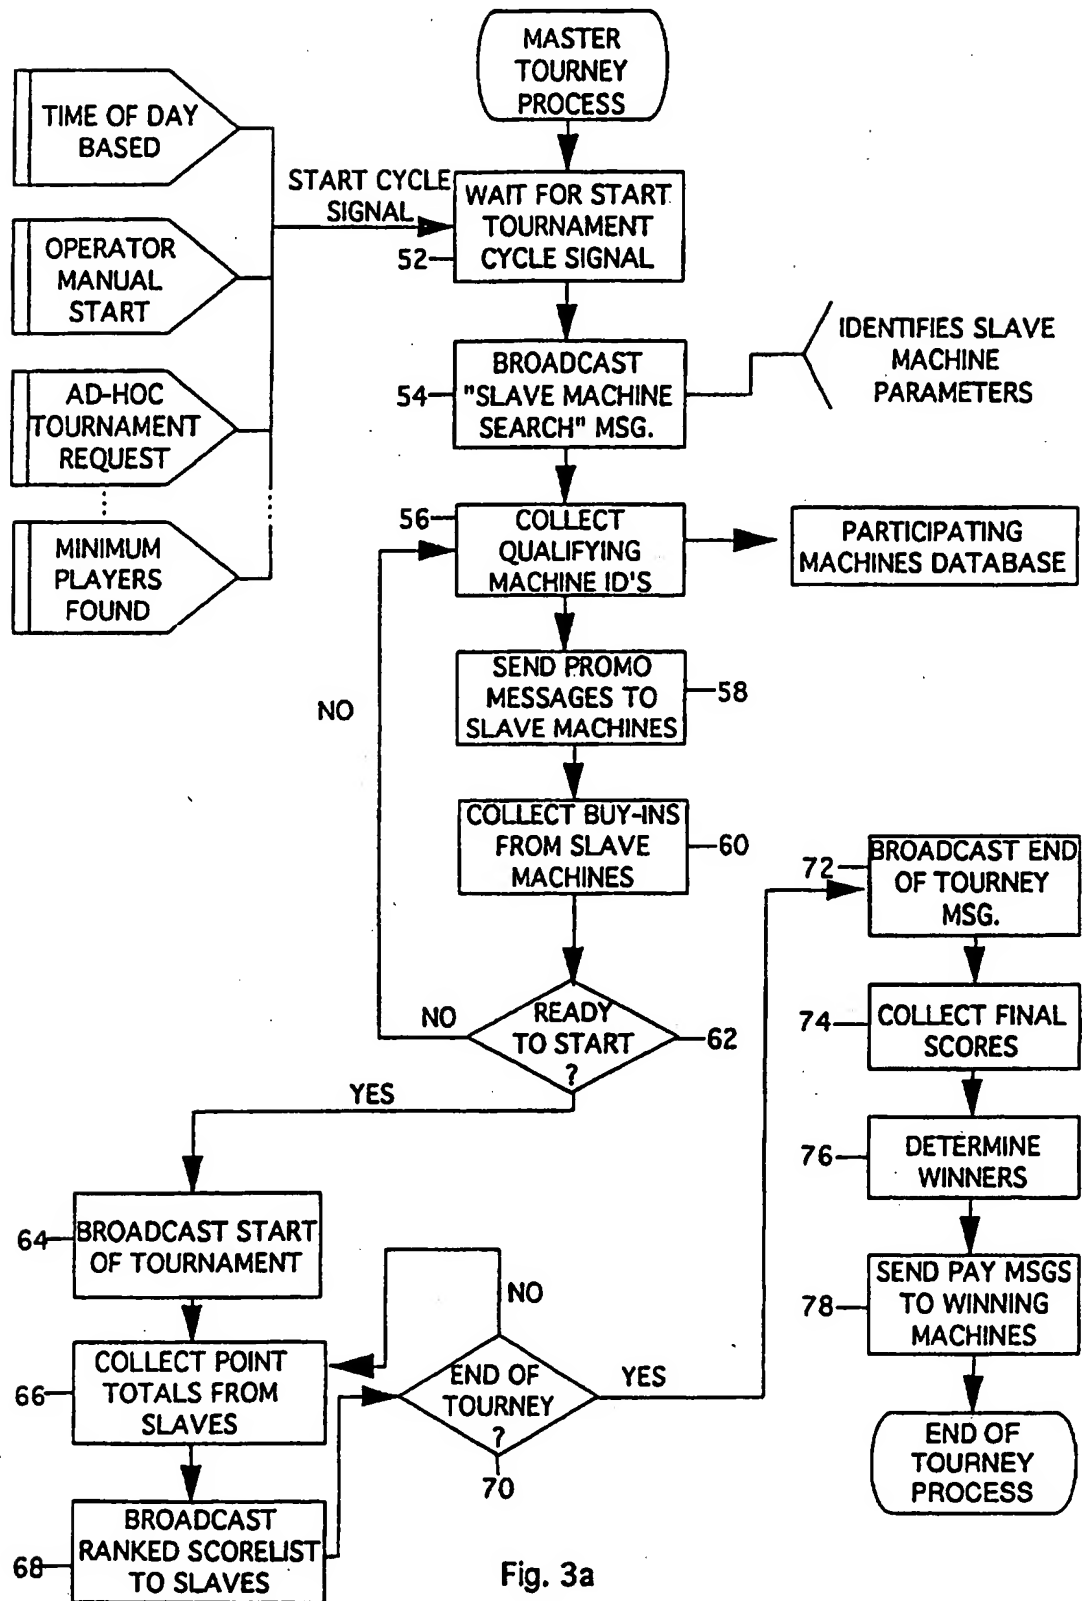 MASTER
TOURNEY
PROCESS
TIME OF DAY
BASED
START CYCLE
SIGNAL
WAIT FOR START
TOURNAMENT
CYCLE SIGNAL
52
OPERATOR
MANUAL
START
BROADCAST
"SLAVE MACHINE
SEARCH" MSG.
54
IDENTIFIES SLAVE
MACHINE
PARAMETERS
AD-HOC
TOURNAMENT
REQUEST
MINIMUM
PLAYERS
FOUND
56
COLLECT
QUALIFYING
MACHINE ID'S
PARTICIPATING
MACHINES DATABASE
SEND PROMO
MESSAGES TO
SLAVE MACHINES
58
NO
COLLECT BUY-INS
FROM SLAVE
MACHINES
60
READY
TO START
?
62
NO
YES
64
BROADCAST START
OF TOURNAMENT
66
COLLECT POINT
TOTALS FROM
SLAVES
68
BROADCAST
RANKED SCORELIST
TO SLAVES
NO
END OF
TOURNEY
?
70
YES
72
BROADCAST END
OF TOURNEY
MSG.
74
COLLECT FINAL
SCORES
76
DETERMINE
WINNERS
78
SEND PAY MSGS
TO WINNING
MACHINES
END OF
TOURNEY
PROCESS
Fig. 3a